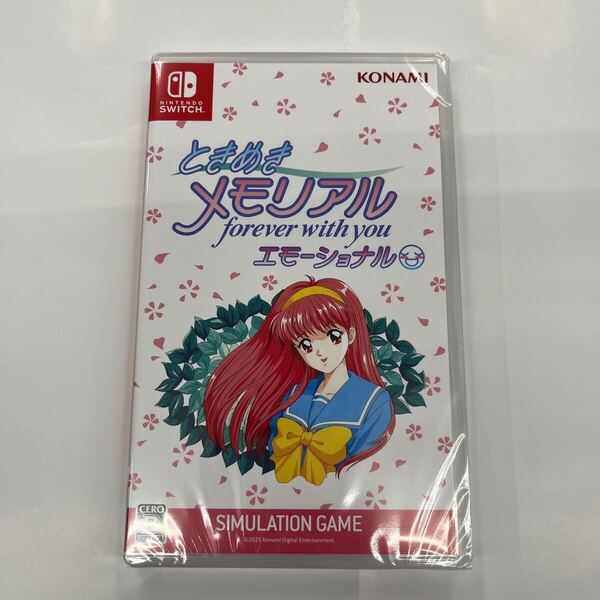 NINTENDO
SWITCH
KONAMI
ときめき
メモリアル
forever with you
エモーショナル
CERO
B
SIMULATION GAME
©2025 Konami Digital Entertainment